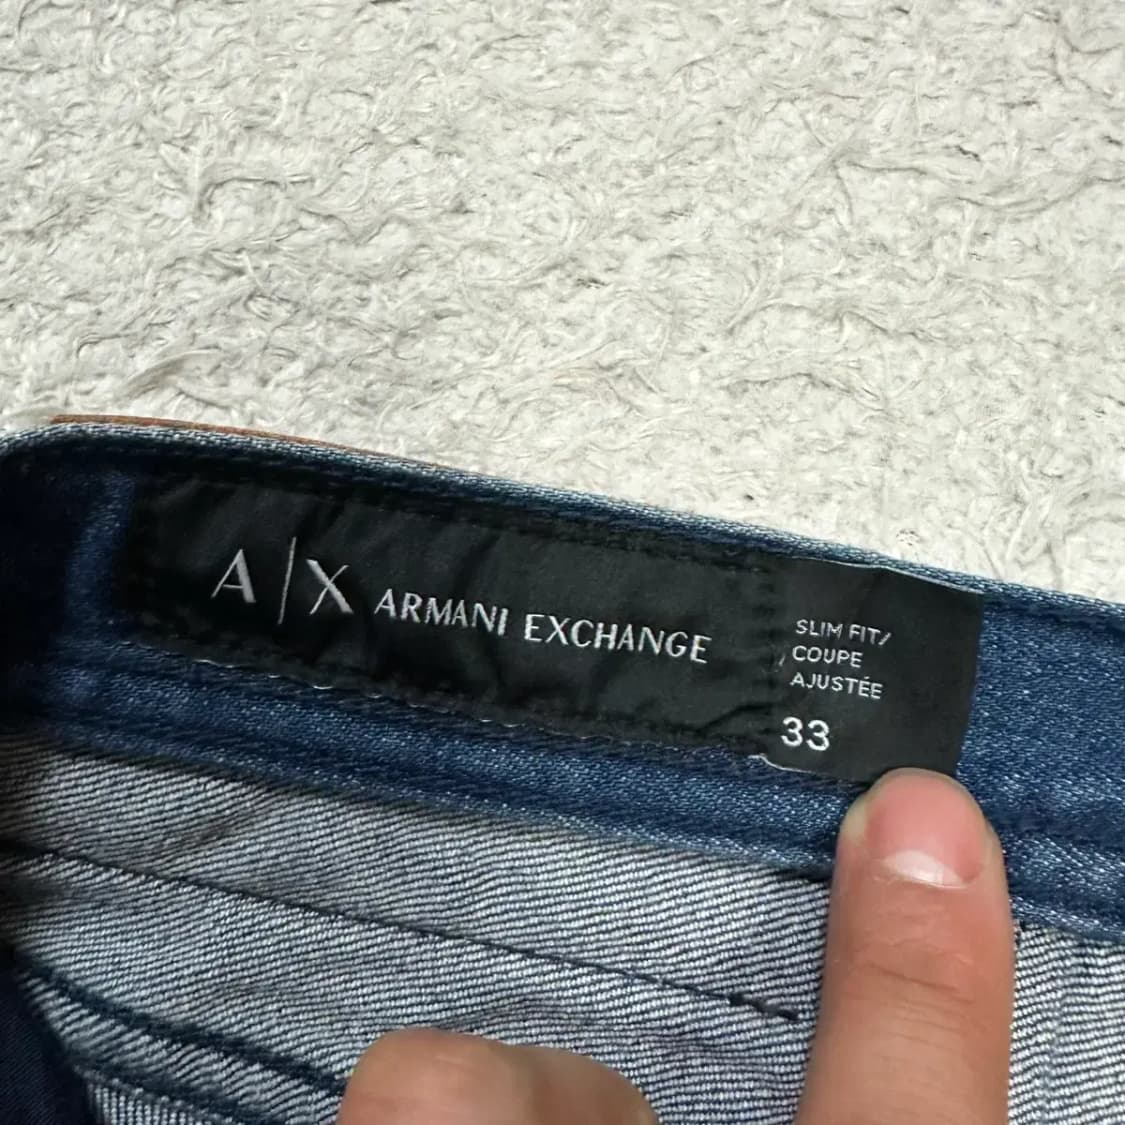 A|X ARMANI EXCHANGE
SLIM FIT/
COUPE
AJUSTÉE
33